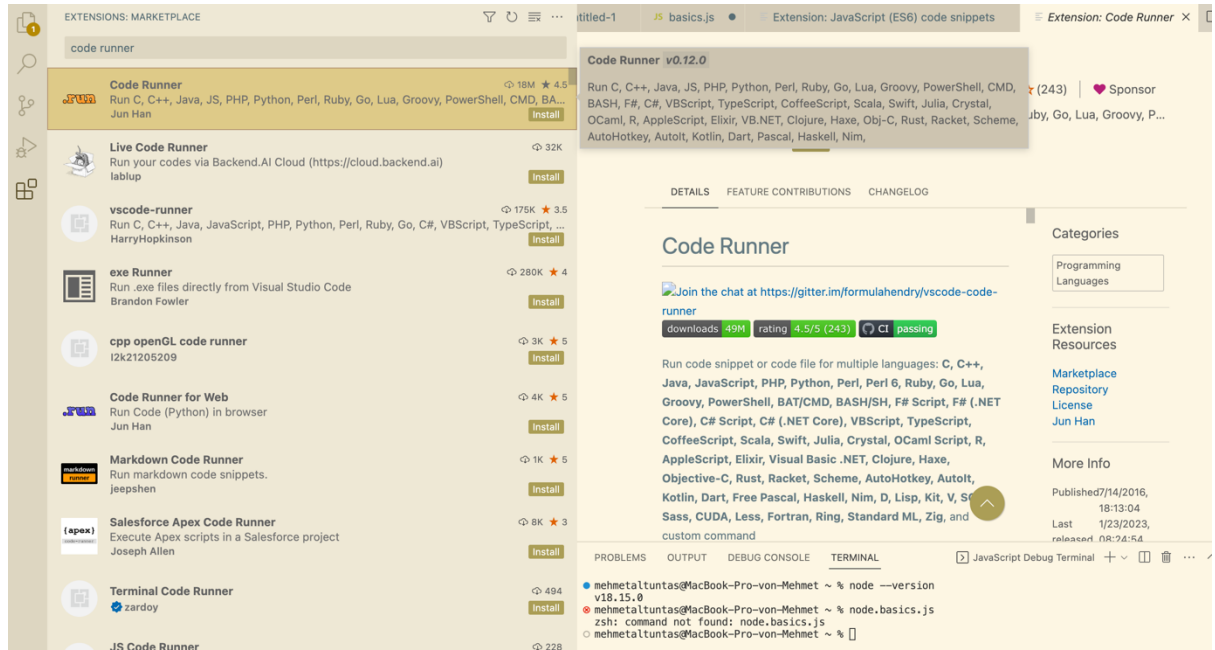 EXTENSIONS: MARKETPLACE
code runner
1
Code Runner 18M ★ 4.5
Run C, C++, Java, JS, PHP, Python, Perl, Ruby, Go, Lua, Groovy, PowerShell, CMD, BA...
Jun Han Install
Live Code Runner 32K
Run your codes via Backend.AI Cloud (https://cloud.backend.ai)
lablup Install
vscode-runner 175K ★ 3.5
Run C, C++, Java, JavaScript, PHP, Python, Perl, Ruby, Go, C#, VBScript, TypeScript, ...
HarryHopkinson Install
exe Runner 280K ★ 4
Run .exe files directly from Visual Studio Code
Brandon Fowler Install
cpp openGL code runner 3K ★ 5
l2k21205209 Install
Code Runner for Web 4K ★ 5
Run Code (Python) in browser
Jun Han Install
Markdown Code Runner 1K ★ 5
Run markdown code snippets.
jeepshen Install
Salesforce Apex Code Runner 8K ★ 3
Execute Apex scripts in a Salesforce project
Joseph Allen Install
Terminal Code Runner 494
zardoy Install
JS Code Runner 228
.run
.run
markdown
runner
{apex}
ntitled-1 JS basics.js ● Extension: JavaScript (ES6) code snippets Extension: Code Runner ×
Code Runner v0.12.0
Run C, C++, Java, JS, PHP, Python, Perl, Ruby, Go, Lua, Groovy, PowerShell, CMD,
BASH, F#, C#, VBScript, TypeScript, CoffeeScript, Scala, Swift, Julia, Crystal,
OCaml, R, AppleScript, Elixir, VB.NET, Clojure, Haxe, Obj-C, Rust, Racket, Scheme,
AutoHotkey, AutoIt, Kotlin, Dart, Pascal, Haskell, Nim,
(243) Sponsor
uby, Go, Lua, Groovy, P...
DETAILS FEATURE CONTRIBUTIONS CHANGELOG
Code Runner
Join the chat at https://gitter.im/formulahendry/vscode-code-
runner
downloads 49M rating 4.5/5 (243) CI passing
Run code snippet or code file for multiple languages: C, C++,
Java, JavaScript, PHP, Python, Perl, Perl 6, Ruby, Go, Lua,
Groovy, PowerShell, BAT/CMD, BASH/SH, F# Script, F# (.NET
Core), C# Script, C# (.NET Core), VBScript, TypeScript,
CoffeeScript, Scala, Swift, Julia, Crystal, OCaml Script, R,
AppleScript, Elixir, Visual Basic .NET, Clojure, Haxe,
Objective-C, Rust, Racket, Scheme, AutoHotkey, AutoIt,
Kotlin, Dart, Free Pascal, Haskell, Nim, D, Lisp, Kit, V,
Sass, CUDA, Less, Fortran, Ring, Standard ML, Zig, and
custom command
Categories
Programming
Languages
Extension
Resources
Marketplace
Repository
License
Jun Han
More Info
Published7/14/2016,
18:13:04
Last 1/23/2023,
released 08:24:54
PROBLEMS OUTPUT DEBUG CONSOLE TERMINAL JavaScript Debug Terminal
mehmetaltuntas@MacBook-Pro-von-Mehmet ~ % node --version
v18.15.0
mehmetaltuntas@MacBook-Pro-von-Mehmet ~ % node.basics.js
zsh: command not found: node.basics.js
mehmetaltuntas@MacBook-Pro-von-Mehmet ~ %